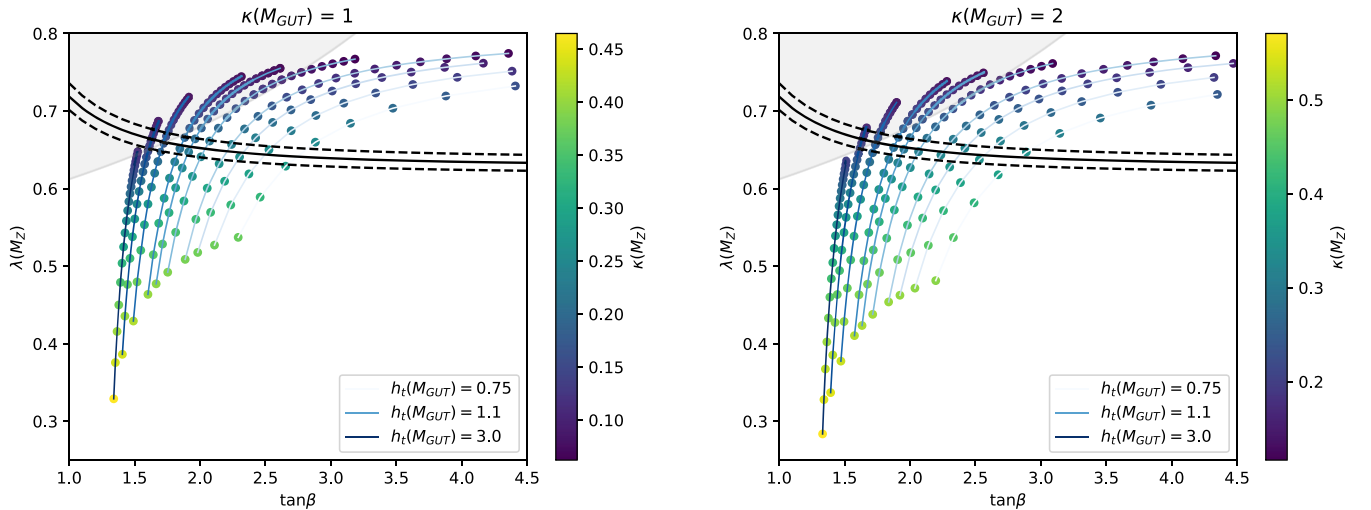 κ(M_GUT) = 1
0.8
0.7
0.6
0.5
0.4
0.3
λ(M_Z)
1.0 1.5 2.0 2.5 3.0 3.5 4.0 4.5
tanβ
h_t(M_GUT) = 0.75
h_t(M_GUT) = 1.1
h_t(M_GUT) = 3.0
0.45
0.40
0.35
0.30
0.25
0.20
0.15
0.10
κ(M_Z)
κ(M_GUT) = 2
0.8
0.7
0.6
0.5
0.4
0.3
λ(M_Z)
1.0 1.5 2.0 2.5 3.0 3.5 4.0 4.5
tanβ
h_t(M_GUT) = 0.75
h_t(M_GUT) = 1.1
h_t(M_GUT) = 3.0
0.5
0.4
0.3
0.2
κ(M_Z)